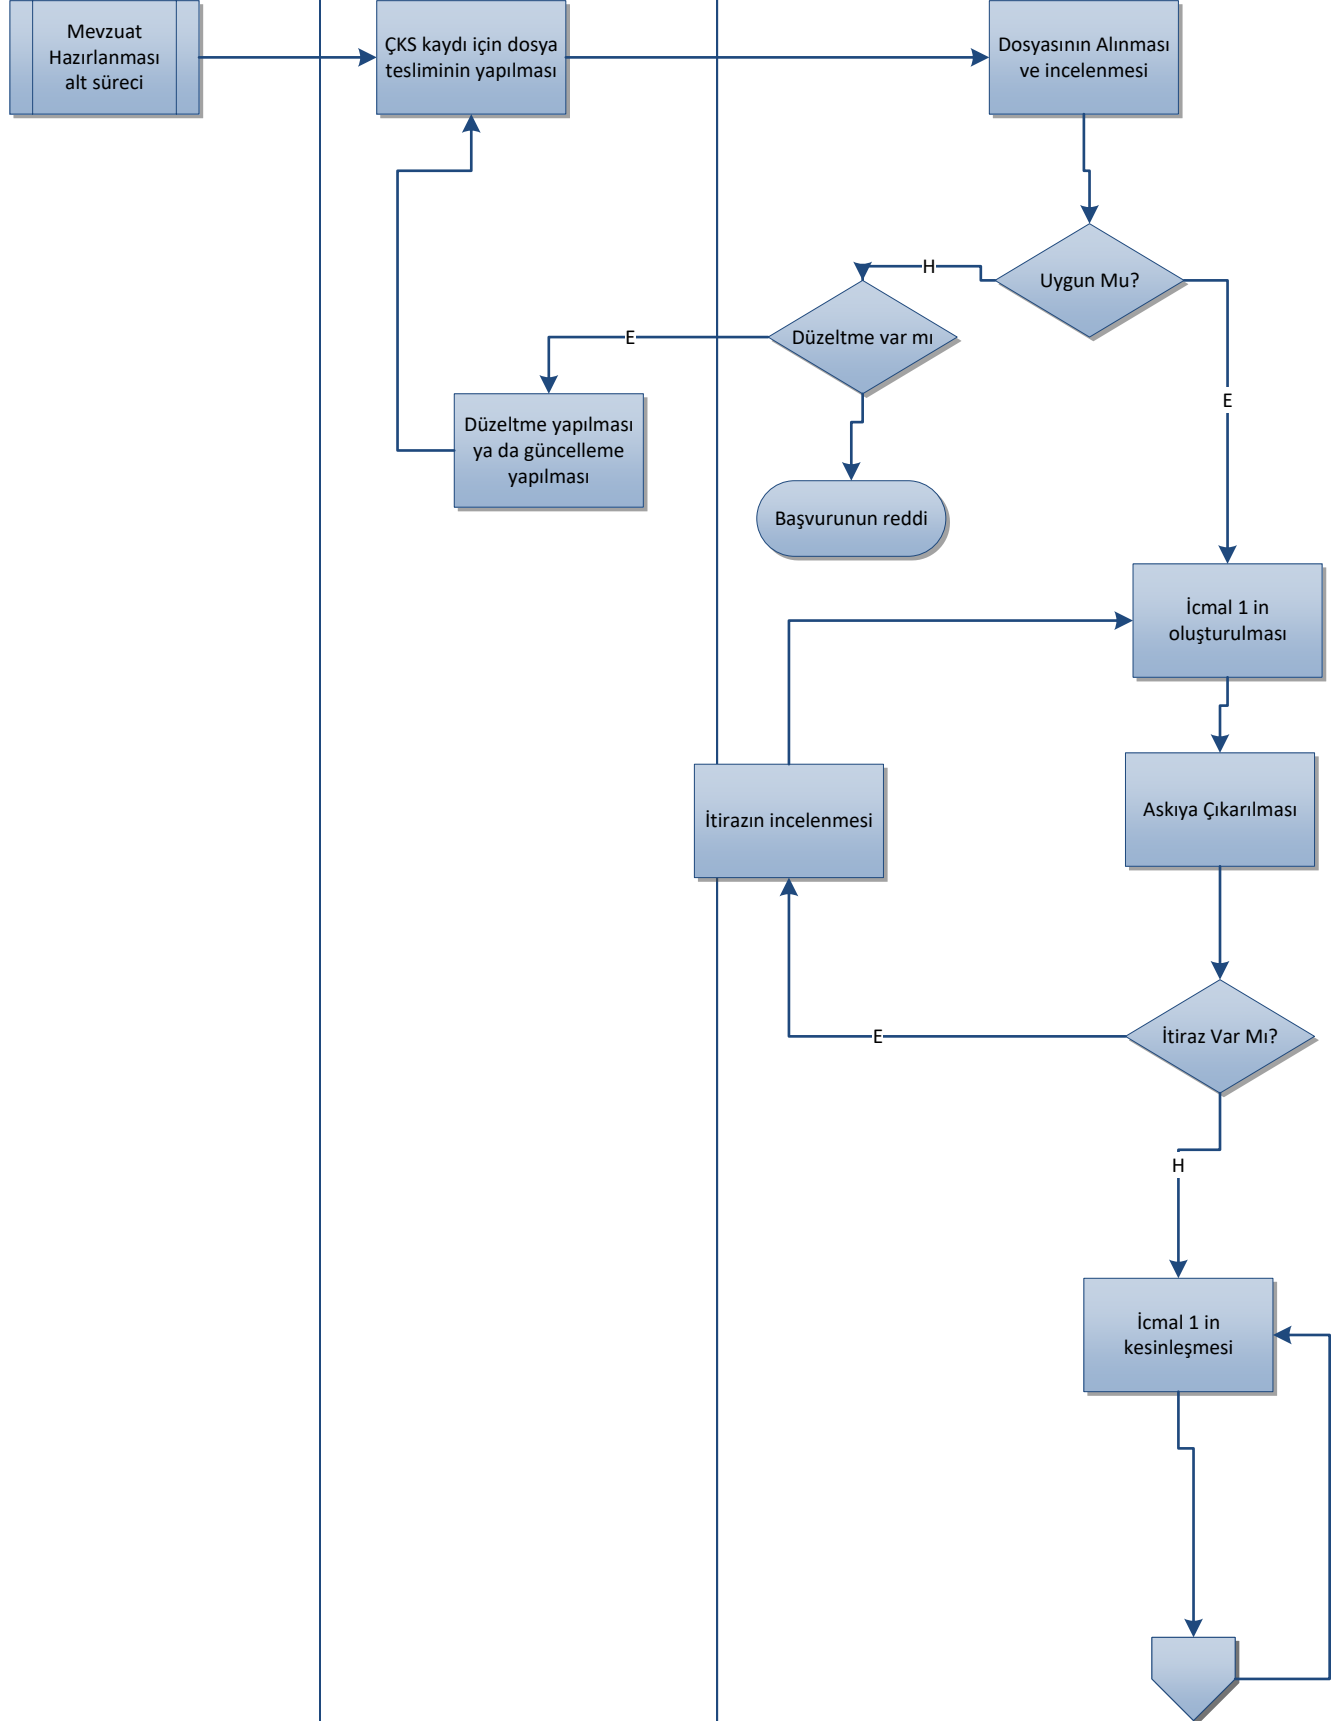 Mevzuat
Hazırlanması
alt süreci
ÇKS kaydı için dosya
tesliminin yapılması
Dosyasının Alınması
ve incelenmesi
Uygun Mu?
H
Düzeltme var mı
E
E
Düzeltme yapılması
ya da güncelleme
yapılması
Başvurunun reddi
İcmal 1 in
oluşturulması
İtirazın incelenmesi
Askıya Çıkarılması
İtiraz Var Mı?
E
H
İcmal 1 in
kesinleşmesi